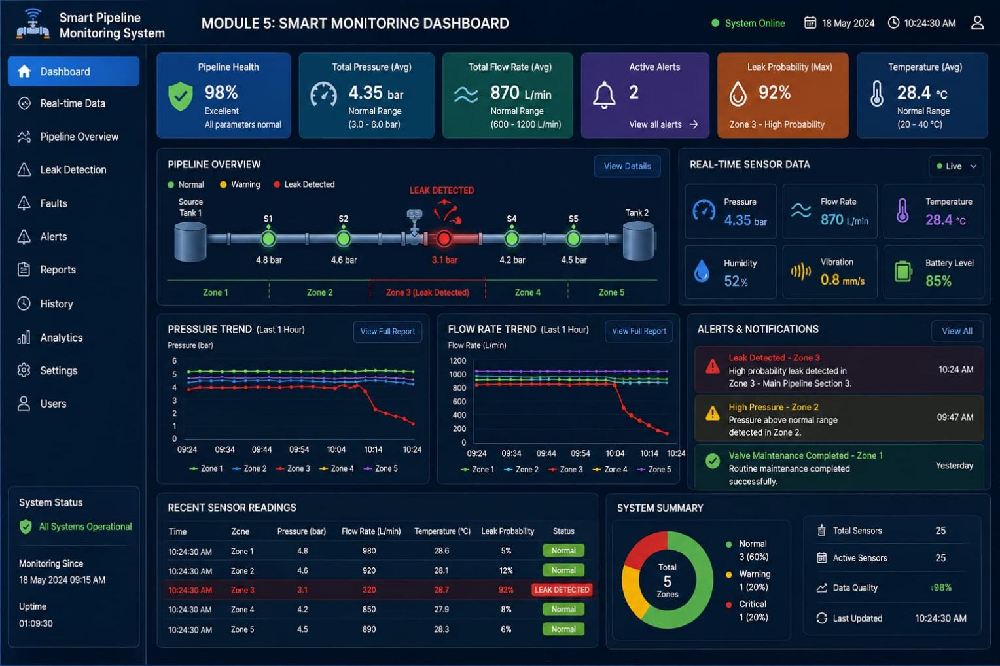 Smart Pipeline
Monitoring System
MODULE 5: SMART MONITORING DASHBOARD
System Online
18 May 2024
10:24:30 AM
Dashboard
Real-time Data
Pipeline Overview
Leak Detection
Faults
Alerts
Reports
History
Analytics
Settings
Users
System Status
All Systems Operational
Monitoring Since
18 May 2024 09:15 AM
Uptime
01:09:30
Pipeline Health
98%
Excellent
All parameters normal
Total Pressure (Avg)
4.35 bar
Normal Range
(3.0 - 6.0 bar)
Total Flow Rate (Avg)
870 L/min
Normal Range
(600 - 1200 L/min)
Active Alerts
2
View all alerts →
Leak Probability (Max)
92%
Zone 3 - High Probability
Temperature (Avg)
28.4 °C
Normal Range
(20 - 40 °C)
PIPELINE OVERVIEW
View Details
Normal Warning Leak Detected
LEAK DETECTED
Source
Tank 1
S1 S2 S3 S4 S5
Tank 2
4.8 bar 4.6 bar 3.1 bar 4.2 bar 4.5 bar
Zone 1 Zone 2 Zone 3 (Leak Detected) Zone 4 Zone 5
REAL-TIME SENSOR DATA
Live
Pressure
4.35 bar
Flow Rate
870 L/min
Temperature
28.4 °C
Humidity
52%
Vibration
0.8 mm/s
Battery Level
85%
PRESSURE TREND (Last 1 Hour)
View Full Report
Pressure (bar)
6
5
4
3
2
1
0
09:24 09:34 09:44 09:54 10:04 10:14 10:24
Zone 1 Zone 2 Zone 3 Zone 4 Zone 5
FLOW RATE TREND (Last 1 Hour)
View Full Report
Flow Rate (L/min)
1200
1000
800
600
400
200
0
09:24 09:34 09:44 09:54 10:04 10:14 10:24
Zone 1 Zone 2 Zone 3 Zone 4 Zone 5
ALERTS & NOTIFICATIONS
View All
Leak Detected - Zone 3
High probability leak detected in
Zone 3 - Main Pipeline Section 3.
10:24 AM
High Pressure - Zone 2
Pressure above normal range
detected in Zone 2.
09:47 AM
Valve Maintenance Completed - Zone 1
Routine maintenance completed
successfully.
Yesterday
RECENT SENSOR READINGS
Time Zone Pressure (bar) Flow Rate (L/min) Temperature (°C) Leak Probability Status
10:24:30 AM Zone 1 4.8 980 28.6 5% Normal
10:24:30 AM Zone 2 4.6 920 28.1 12% Normal
10:24:30 AM Zone 3 3.1 320 28.7 92% LEAK DETECTED
10:24:30 AM Zone 4 4.2 850 27.9 8% Normal
10:24:30 AM Zone 5 4.5 890 28.3 6% Normal
SYSTEM SUMMARY
Total
5
Zones
Normal
3 (60%)
Warning
1 (20%)
Critical
1 (20%)
Total Sensors 25
Active Sensors 25
Data Quality 98%
Last Updated 10:24:30 AM